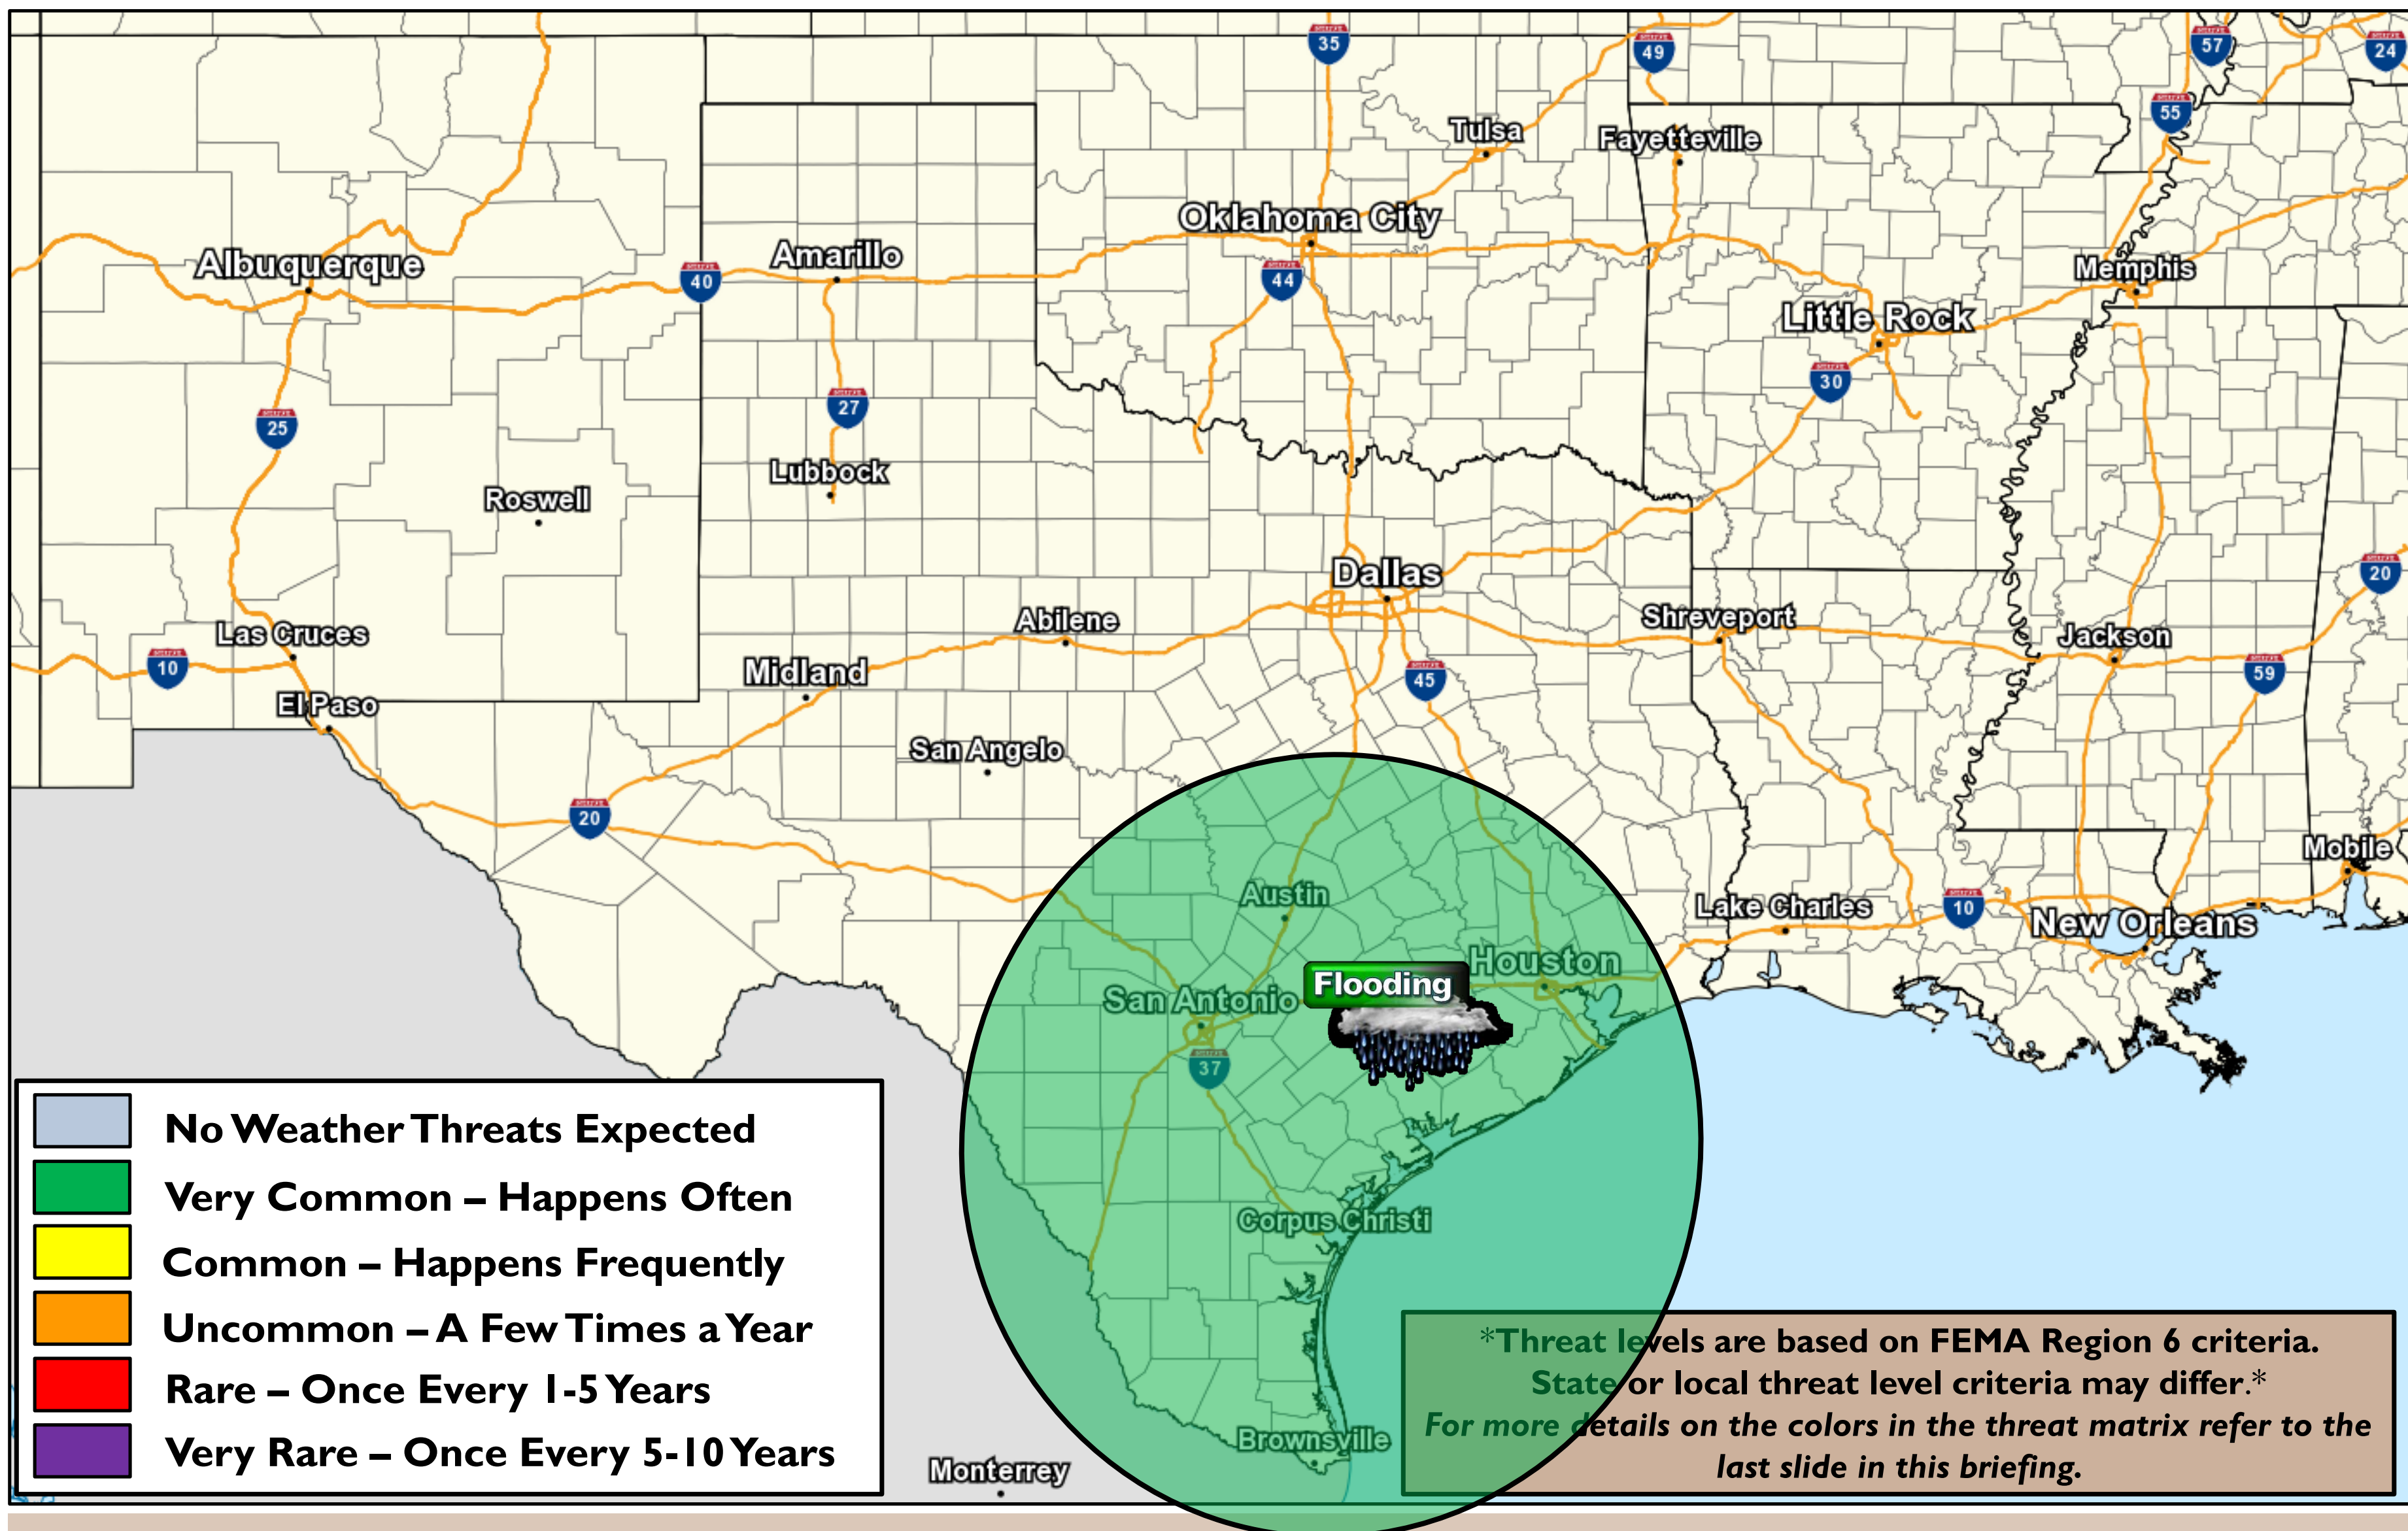 35
49
57
24
55
Tulsa
Fayetteville
Oklahoma City
Albuquerque
Amarillo
40
44
Memphis
Little Rock
30
27
25
Lubbock
Roswell
Dallas
20
Abilene
Shreveport
Las Cruces
Jackson
10
Midland
45
59
El Paso
San Angelo
20
Mobile
Austin
Lake Charles
10
New Orleans
Houston
Flooding
San Antonio
37
Corpus Christi
Brownsville
Monterrey
No Weather Threats Expected
Very Common – Happens Often
Common – Happens Frequently
Uncommon – A Few Times a Year
Rare – Once Every 1-5 Years
Very Rare – Once Every 5-10 Years
*Threat levels are based on FEMA Region 6 criteria.
State or local threat level criteria may differ.*
For more details on the colors in the threat matrix refer to the
last slide in this briefing.